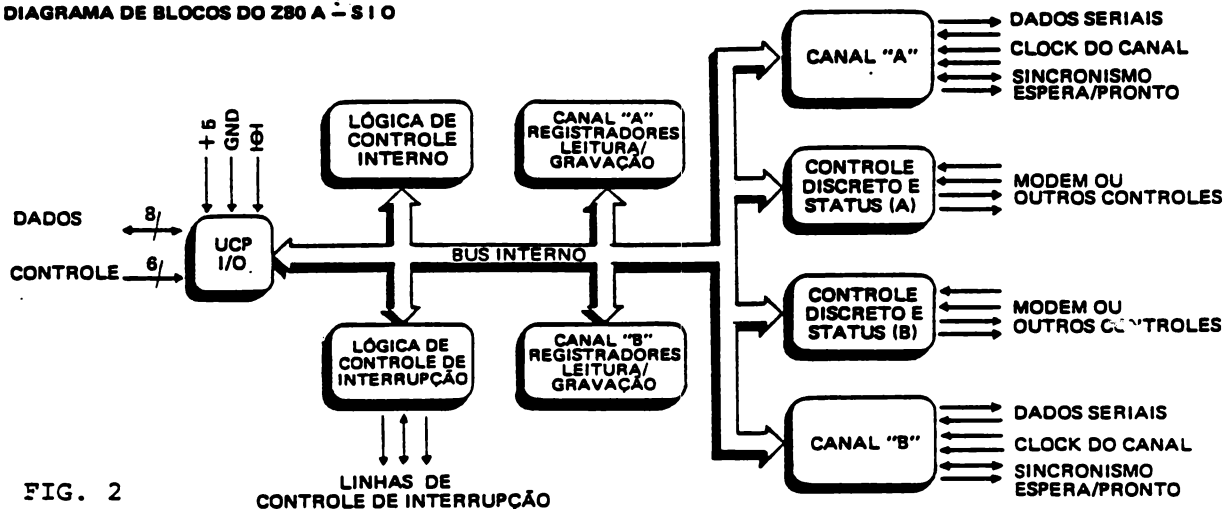 DIAGRAMA DE BLOCOS DO Z80 A - S I O
DADOS
8/
CONTROLE
6/
+5
GND
UCP
I/O
LÓGICA DE
CONTROLE
INTERNO
CANAL "A"
REGISTRADORES
LEITURA/
GRAVAÇÃO
BUS INTERNO
LÓGICA DE
CONTROLE DE
INTERRUPÇÃO
CANAL "B"
REGISTRADORES
LEITURA/
GRAVAÇÃO
LINHAS DE
CONTROLE DE INTERRUPÇÃO
CANAL "A"
DADOS SERIAIS
CLOCK DO CANAL
SINCRONISMO
ESPERA/PRONTO
CONTROLE
DISCRETO E
STATUS (A)
MODEM OU
OUTROS CONTROLES
CONTROLE
DISCRETO E
STATUS (B)
MODEM OU
OUTROS CONTROLES
CANAL "B"
DADOS SERIAIS
CLOCK DO CANAL
SINCRONISMO
ESPERA/PRONTO
FIG. 2